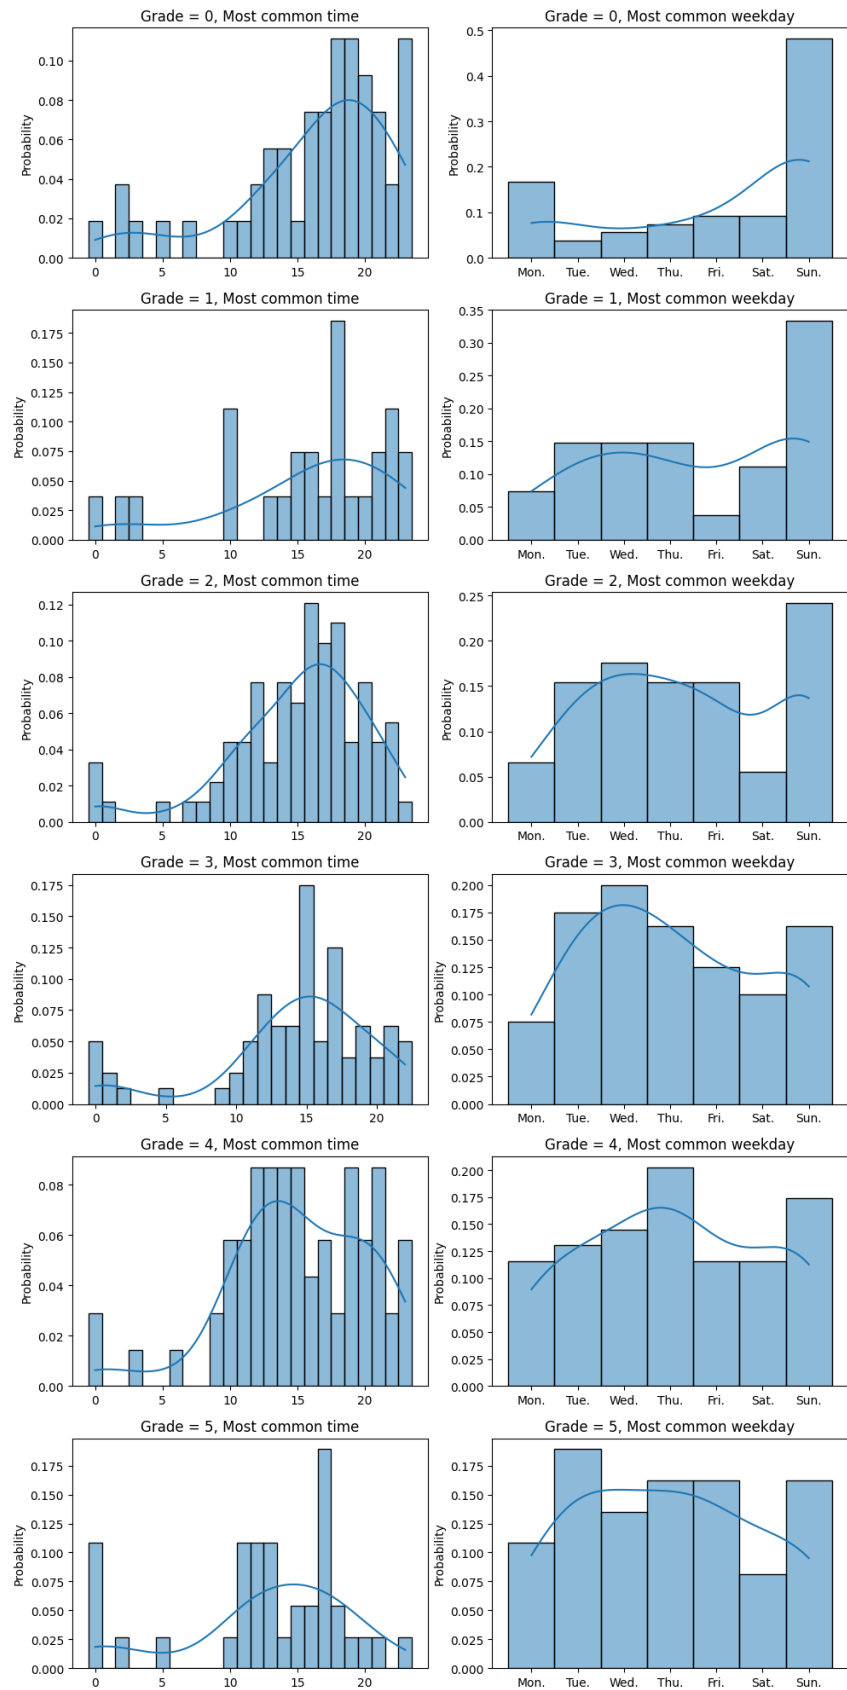 Grade = 0, Most common time
Probability
0.10
0.08
0.06
0.04
0.02
0.00
0 5 10 15 20
Grade = 0, Most common weekday
Probability
0.5
0.4
0.3
0.2
0.1
0.0
Mon. Tue. Wed. Thu. Fri. Sat. Sun.
Grade = 1, Most common time
Probability
0.175
0.150
0.125
0.100
0.075
0.050
0.025
0.000
0 5 10 15 20
Grade = 1, Most common weekday
Probability
0.35
0.30
0.25
0.20
0.15
0.10
0.05
0.00
Mon. Tue. Wed. Thu. Fri. Sat. Sun.
Grade = 2, Most common time
Probability
0.12
0.10
0.08
0.06
0.04
0.02
0.00
0 5 10 15 20
Grade = 2, Most common weekday
Probability
0.25
0.20
0.15
0.10
0.05
0.00
Mon. Tue. Wed. Thu. Fri. Sat. Sun.
Grade = 3, Most common time
Probability
0.175
0.150
0.125
0.100
0.075
0.050
0.025
0.000
0 5 10 15 20
Grade = 3, Most common weekday
Probability
0.200
0.175
0.150
0.125
0.100
0.075
0.050
0.025
0.000
Mon. Tue. Wed. Thu. Fri. Sat. Sun.
Grade = 4, Most common time
Probability
0.08
0.06
0.04
0.02
0.00
0 5 10 15 20
Grade = 4, Most common weekday
Probability
0.200
0.175
0.150
0.125
0.100
0.075
0.050
0.025
0.000
Mon. Tue. Wed. Thu. Fri. Sat. Sun.
Grade = 5, Most common time
Probability
0.175
0.150
0.125
0.100
0.075
0.050
0.025
0.000
0 5 10 15 20
Grade = 5, Most common weekday
Probability
0.175
0.150
0.125
0.100
0.075
0.050
0.025
0.000
Mon. Tue. Wed. Thu. Fri. Sat. Sun.